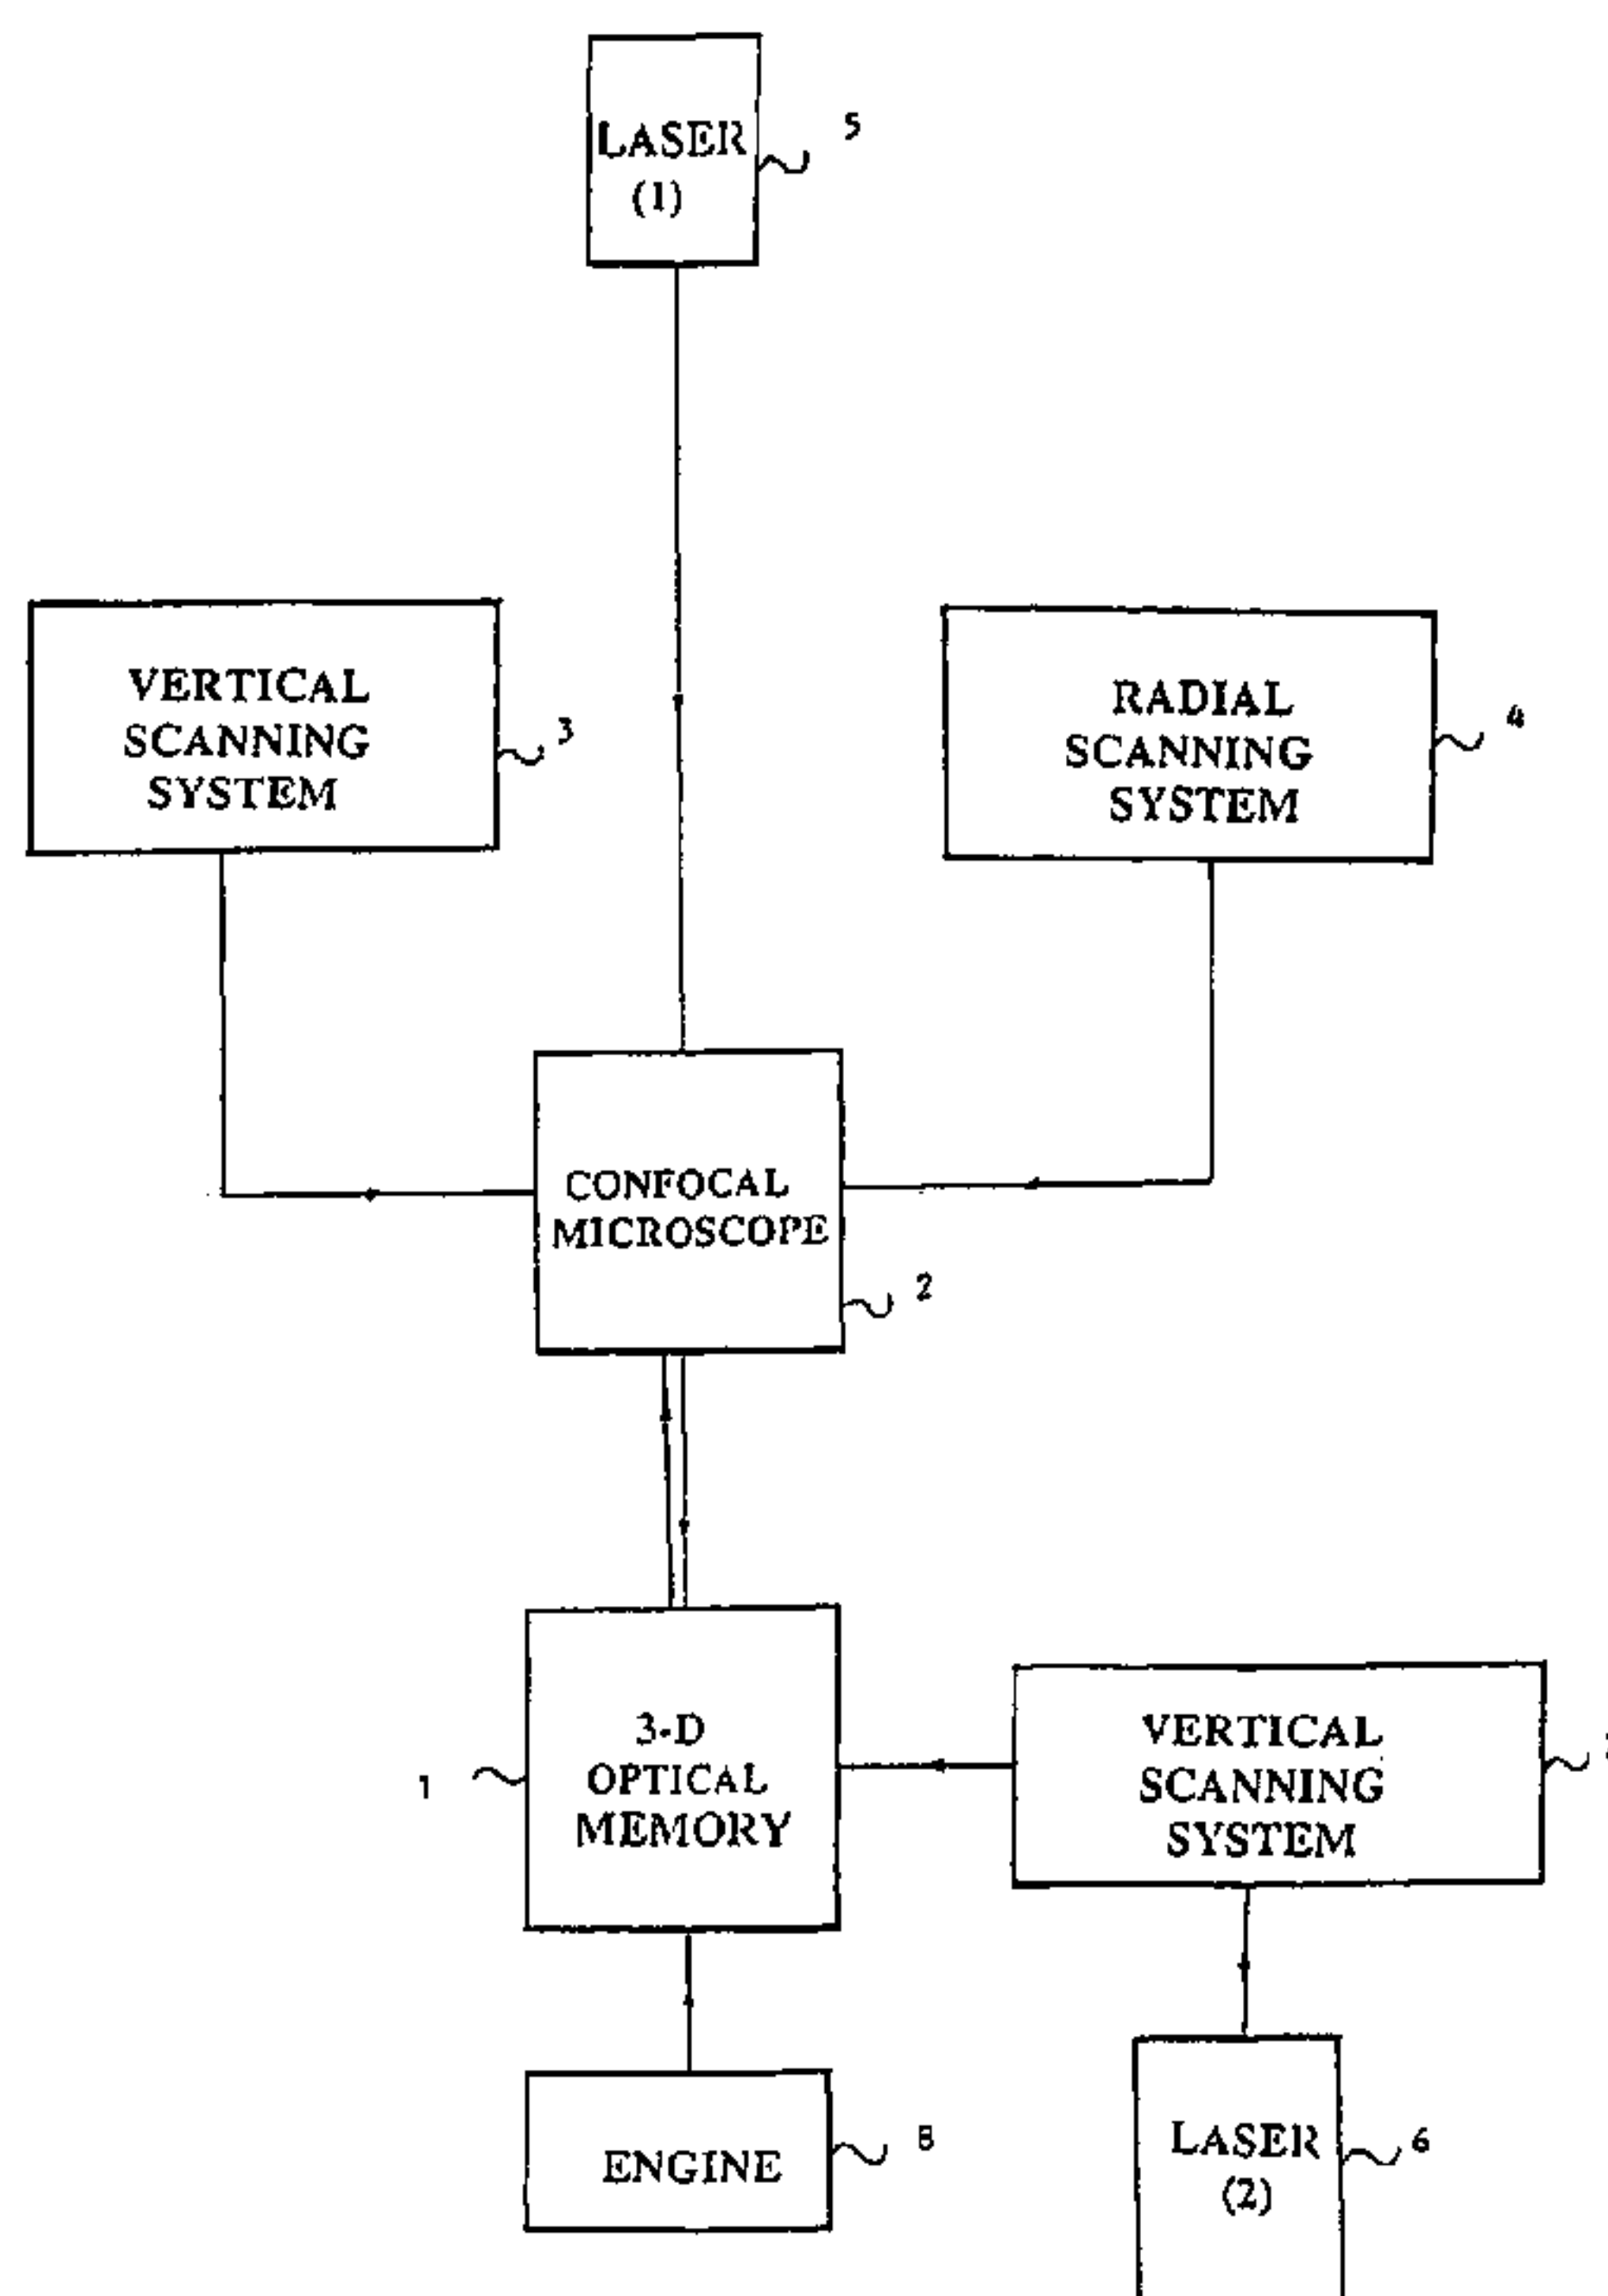 LASER
(1)
5
VERTICAL
SCANNING
SYSTEM
3
RADIAL
SCANNING
SYSTEM
4
CONFOCAL
MICROSCOPE
2
3-D
OPTICAL
MEMORY
1
VERTICAL
SCANNING
SYSTEM
ENGINE
8
LASER
(2)
6